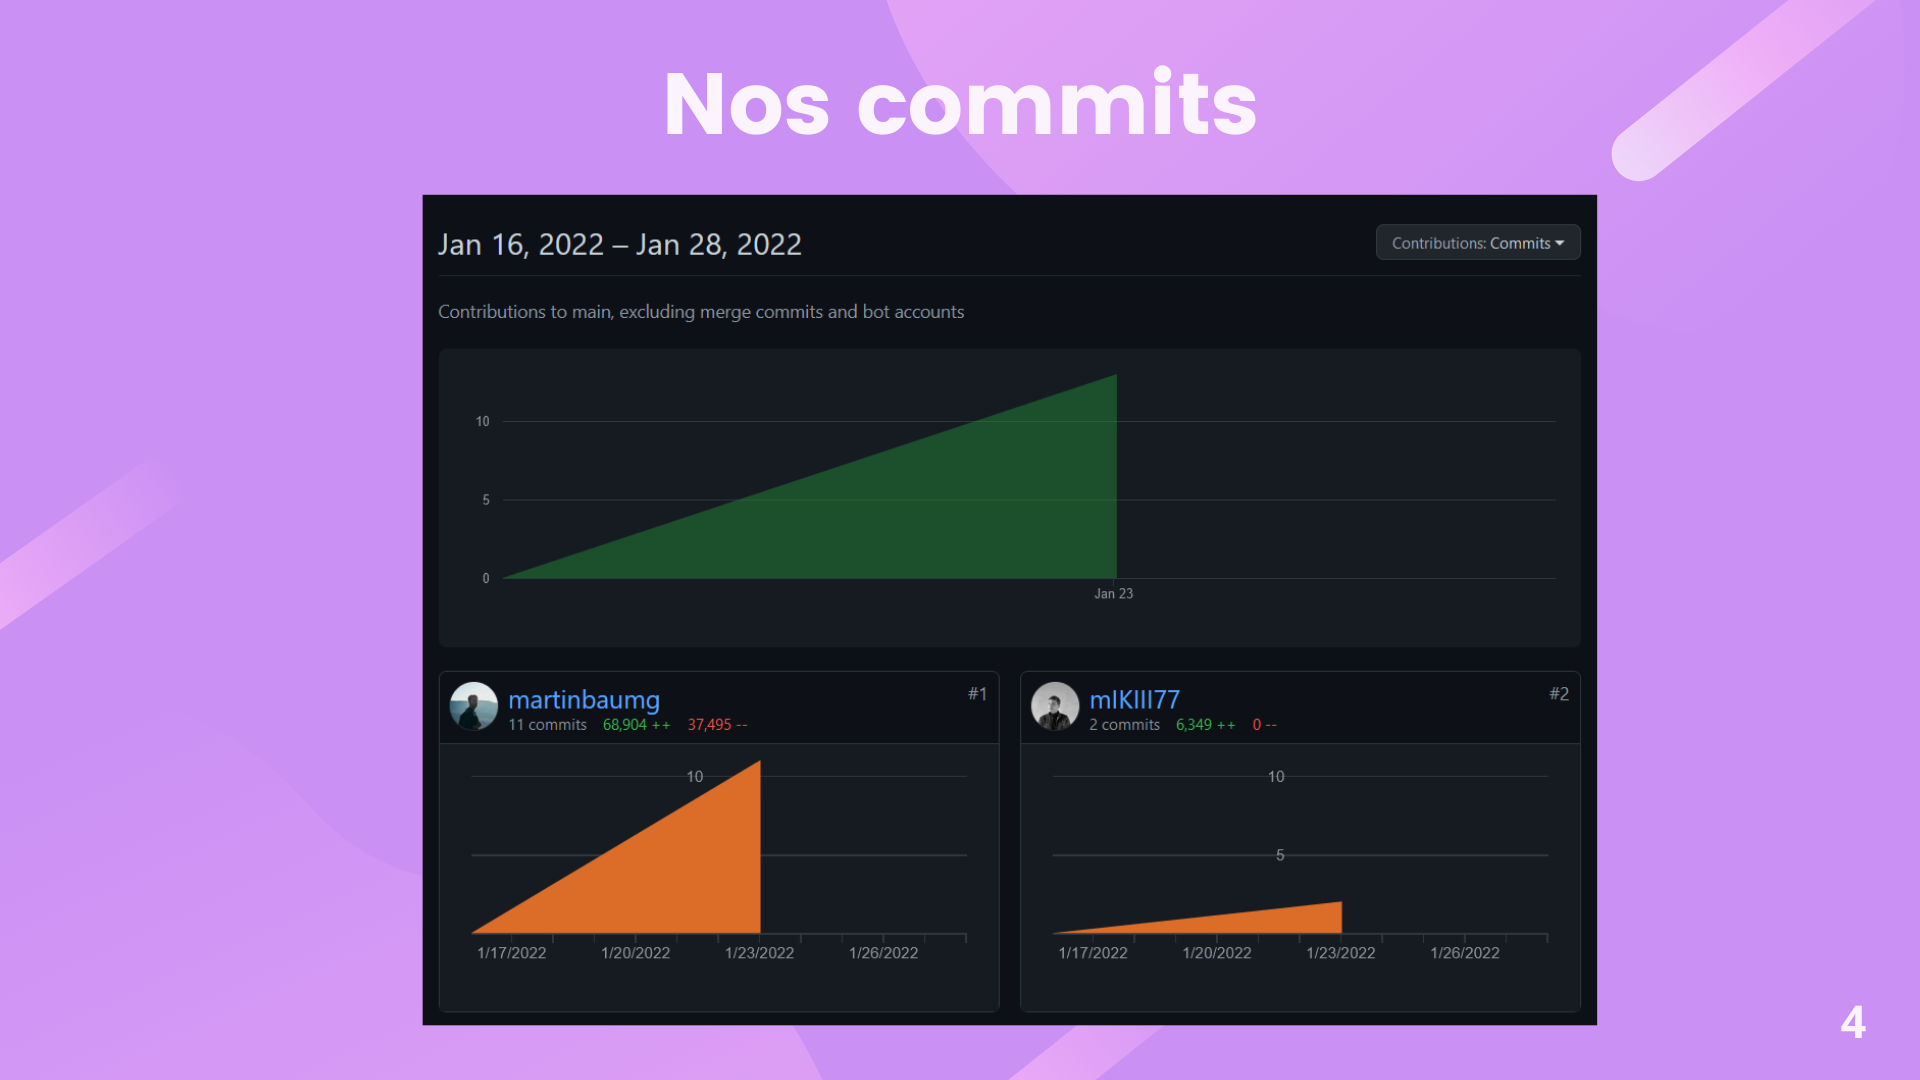 Nos commits
Jan 16, 2022 – Jan 28, 2022
Contributions: Commits
Contributions to main, excluding merge commits and bot accounts
10
5
0
Jan 23
martinbaumg
#1
11 commits 68,904 ++ 37,495 --
10
1/17/2022 1/20/2022 1/23/2022 1/26/2022
mIKIII77
#2
2 commits 6,349 ++ 0 --
10
5
1/17/2022 1/20/2022 1/23/2022 1/26/2022
4